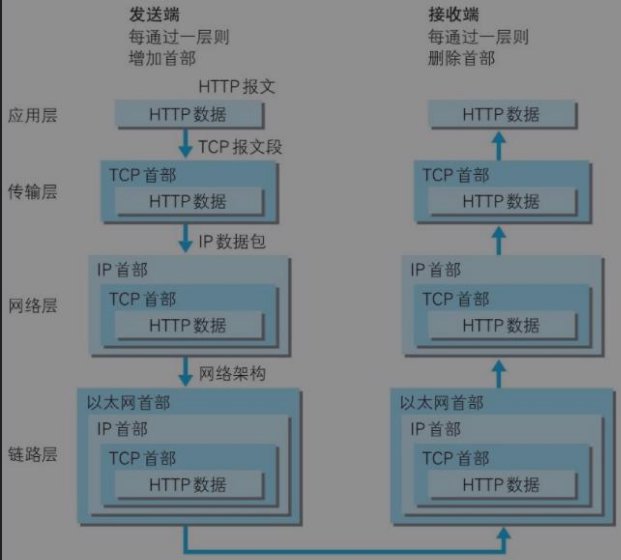 发送端
每通过一层则
增加首部
接收端
每通过一层则
删除首部
HTTP 报文
应用层
HTTP 数据
HTTP 数据
TCP 报文段
传输层
TCP 首部
HTTP 数据
TCP 首部
HTTP 数据
IP 数据包
网络层
IP 首部
TCP 首部
HTTP 数据
IP 首部
TCP 首部
HTTP 数据
网络架构
链路层
以太网首部
IP 首部
TCP 首部
HTTP 数据
以太网首部
IP 首部
TCP 首部
HTTP 数据